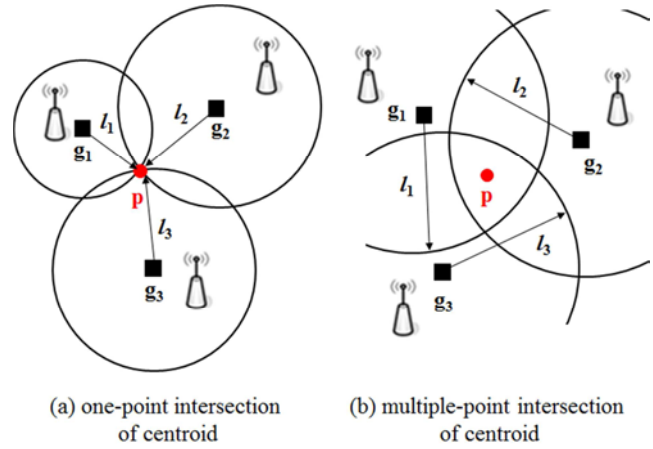 l1
l2
g1
g2
p
l3
g3
l2
g1
g2
p
l1
l3
g3
(a) one-point intersection
of centroid
(b) multiple-point intersection
of centroid